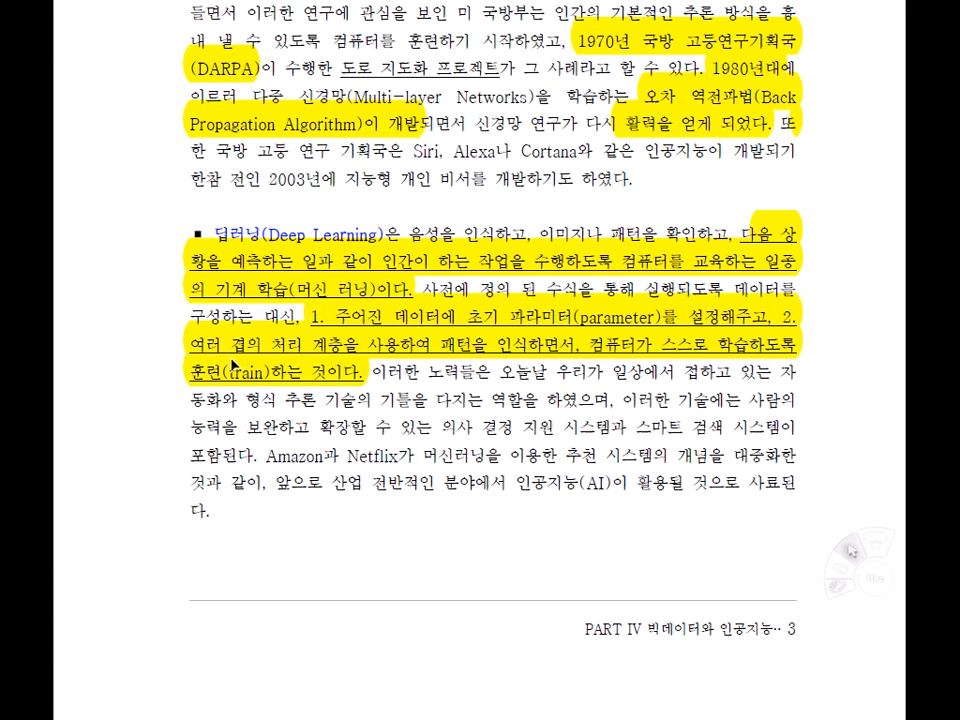 들면서 이러한 연구에 관심을 보인 미 국방부는 인간의 기본적인 추론 방식을 흉
내 낼 수 있도록 컴퓨터를 훈련하기 시작하였고, 1970년 국방 고등연구기획국
(DARPA)이 수행한 도로 지도화 프로젝트가 그 사례라고 할 수 있다. 1980년대에
이르러 다중 신경망(Multi-layer Networks)을 학습하는 오차 역전파법(Back
Propagation Algorithm)이 개발되면서 신경망 연구가 다시 활력을 얻게 되었다. 또
한 국방 고등 연구 기획국은 Siri, Alexa나 Cortana와 같은 인공지능이 개발되기
한참 전인 2003년에 지능형 개인 비서를 개발하기도 하였다.
▪ 딥러닝(Deep Learning)은 음성을 인식하고, 이미지나 패턴을 확인하고, 다음 상
황을 예측하는 일과 같이 인간이 하는 작업을 수행하도록 컴퓨터를 교육하는 일종
의 기계 학습(머신 러닝)이다. 사전에 정의 된 수식을 통해 실행되도록 데이터를
구성하는 대신, 1. 주어진 데이터에 초기 파라미터(parameter)를 설정해주고, 2.
여러 겹의 처리 계층을 사용하여 패턴을 인식하면서, 컴퓨터가 스스로 학습하도록
훈련(train)하는 것이다. 이러한 노력들은 오늘날 우리가 일상에서 접하고 있는 자
동화와 형식 추론 기술의 기틀을 다지는 역할을 하였으며, 이러한 기술에는 사람의
능력을 보완하고 확장할 수 있는 의사 결정 지원 시스템과 스마트 검색 시스템이
포함된다. Amazon과 Netflix가 머신러닝을 이용한 추천 시스템의 개념을 대중화한
것과 같이, 앞으로 산업 전반적인 분야에서 인공지능(AI)이 활용될 것으로 사료된
다.
PART IV 빅데이터와 인공지능·· 3